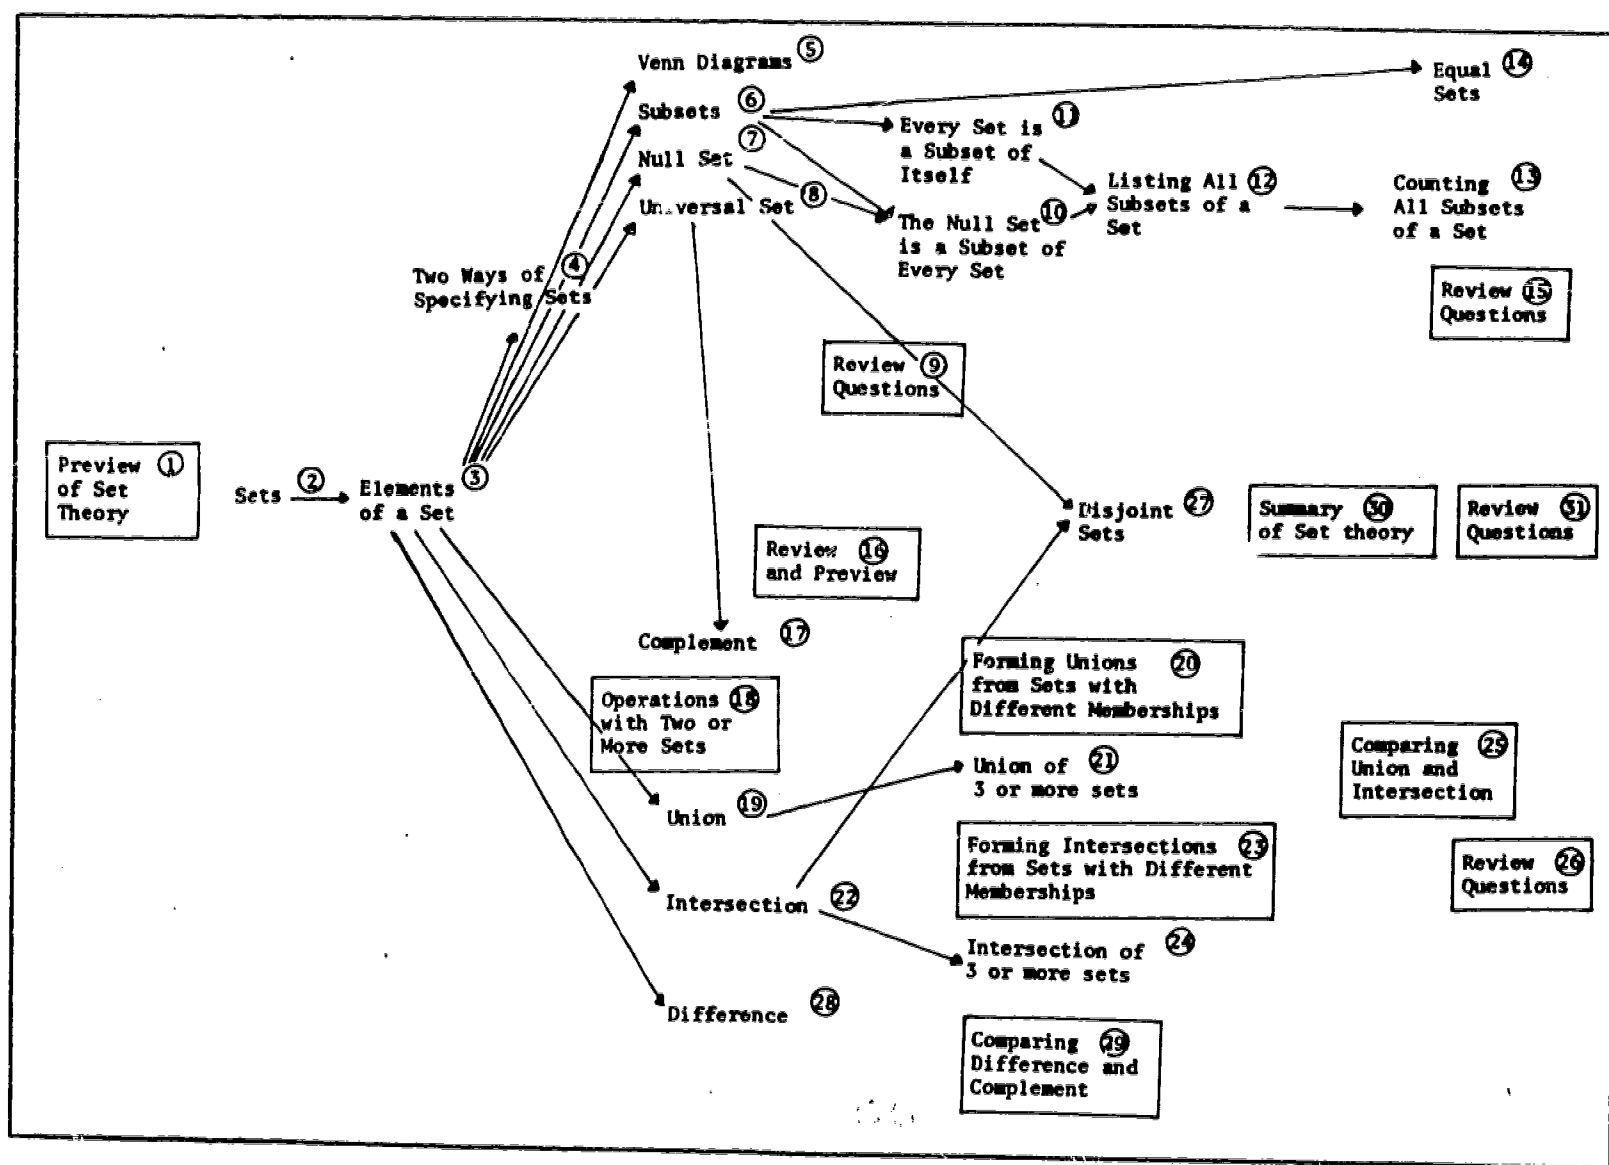 Venn Diagrams 5
Subsets 6
Null Set 7
Universal Set 8
Equal 14
Sets
Every Set is 11
a Subset of
Itself
The Null Set 10
is a Subset of
Every Set
Listing All 12
Subsets of a
Set
Counting 13
All Subsets
of a Set
Review 15
Questions
Two Ways of 4
Specifying Sets
Review 9
Questions
Preview 1
of Set
Theory
Sets 2
Elements 3
of a Set
Disjoint 27
Sets
Summary 30
of Set theory
Review 31
Questions
Review 16
and Preview
Complement 17
Operations 18
with Two or
More Sets
Forming Unions 20
from Sets with
Different Memberships
Union 19
Union of 21
3 or more sets
Comparing 25
Union and
Intersection
Forming Intersections 23
from Sets with Different
Memberships
Review 26
Questions
Intersection 22
Intersection of 24
3 or more sets
Difference 28
Comparing 29
Difference and
Complement